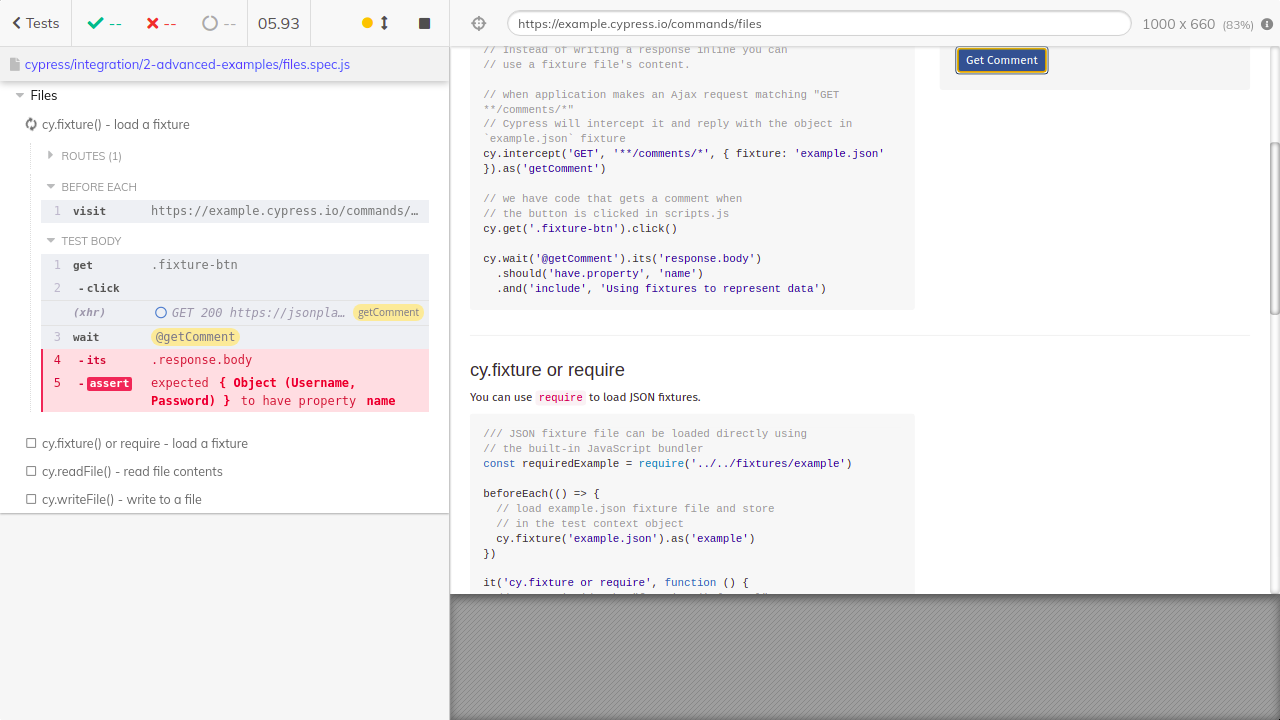 Tests
--
--
--
05.93
https://example.cypress.io/commands/files
1000 x 660 (83%)
cypress/integration/2-advanced-examples/files.spec.js
Files
cy.fixture() - load a fixture
ROUTES (1)
BEFORE EACH
1 visit https://example.cypress.io/commands/…
TEST BODY
1 get .fixture-btn
2 - click
(xhr) GET 200 https://jsonpla… getComment
3 wait @getComment
4 - its .response.body
5 - assert expected { Object (Username,
Password) } to have property name
cy.fixture() or require - load a fixture
cy.readFile() - read file contents
cy.writeFile() - write to a file
// Instead of writing a response inline you can
// use a fixture file's content.
// when application makes an Ajax request matching "GET
**/comments/*"
// Cypress will intercept it and reply with the object in
`example.json` fixture
cy.intercept('GET', '**/comments/*', { fixture: 'example.json'
}).as('getComment')
// we have code that gets a comment when
// the button is clicked in scripts.js
cy.get('.fixture-btn').click()
cy.wait('@getComment').its('response.body')
.should('have.property', 'name')
.and('include', 'Using fixtures to represent data')
Get Comment
cy.fixture or require
You can use require to load JSON fixtures.
/// JSON fixture file can be loaded directly using
// the built-in JavaScript bundler
const requiredExample = require('../../fixtures/example')
beforeEach(() => {
// load example.json fixture file and store
// in the test context object
cy.fixture('example.json').as('example')
})
it('cy.fixture or require', function () {